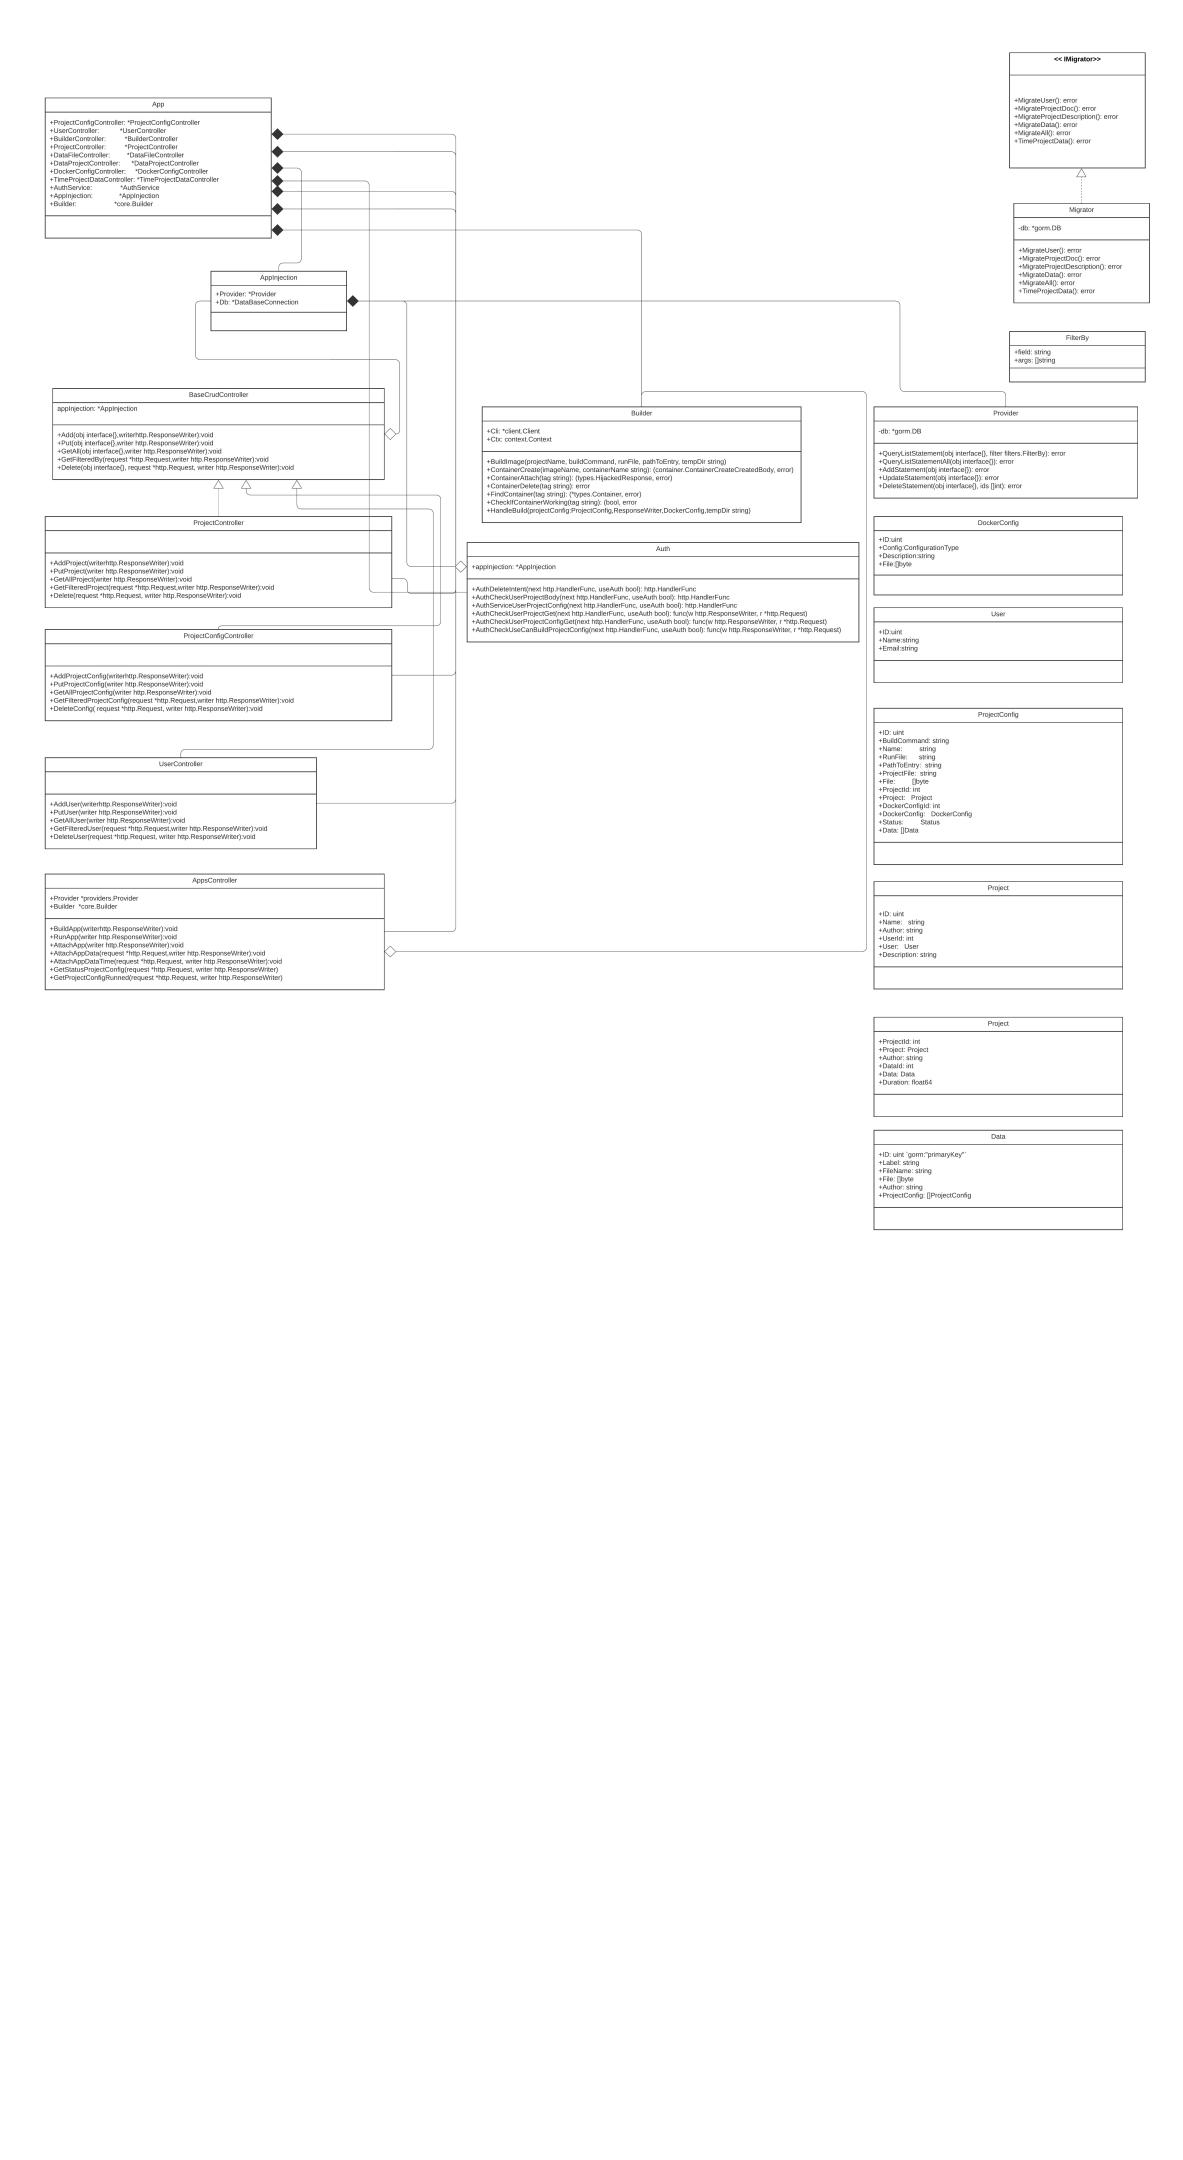 << IMigrator>>
+MigrateUser(): error
+MigrateProjectDoc(): error
+MigrateProjectDescription(): error
+MigrateData(): error
+MigrateAll(): error
+TimeProjectData(): error
App
+ProjectConfigController: *ProjectConfigController
+UserController: *UserController
+BuilderController: *BuilderController
+ProjectController: *ProjectController
+DataFileController: *DataFileController
+DataProjectController: *DataProjectController
+DockerConfigController: *DockerConfigController
+TimeProjectDataController: *TimeProjectDataController
+AuthService: *AuthService
+AppInjection: *AppInjection
+Builder: *core.Builder
Migrator
-db: *gorm.DB
+MigrateUser(): error
+MigrateProjectDoc(): error
+MigrateProjectDescription(): error
+MigrateData(): error
+MigrateAll(): error
+TimeProjectData(): error
AppInjection
+Provider: *Provider
+Db: *DataBaseConnection
FilterBy
+field: string
+args: []string
BaseCrudController
appInjection: *AppInjection
+Add(obj interface{},writerhttp.ResponseWriter):void
+Put(obj interface{},writer http.ResponseWriter):void
+GetAll(obj interface{},writer http.ResponseWriter):void
+GetFilteredBy(request *http.Request,writer http.ResponseWriter):void
+Delete(obj interface{}, request *http.Request, writer http.ResponseWriter):void
Builder
+Cli: *client.Client
+Ctx: context.Context
+BuildImage(projectName, buildCommand, runFile, pathToEntry, tempDir string)
+ContainerCreate(imageName, containerName string): (container.ContainerCreateCreatedBody, error)
+ContainerAttach(tag string): (types.HijackedResponse, error)
+ContainerDelete(tag string): error
+FindContainer(tag string): (*types.Container, error)
+CheckIfContainerWorking(tag string): (bool, error
+HandleBuild(projectConfig:ProjectConfig,ResponseWriter,DockerConfig,tempDir string)
Provider
-db: *gorm.DB
+QueryListStatement(obj interface{}, filter filters.FilterBy): error
+QueryListStatementAll(obj interface{}): error
+AddStatement(obj interface{}): error
+UpdateStatement(obj interface{}): error
+DeleteStatement(obj interface{}, ids []int): error
ProjectController
+AddProject(writerhttp.ResponseWriter):void
+PutProject(writer http.ResponseWriter):void
+GetAllProject(writer http.ResponseWriter):void
+GetFilteredProject(request *http.Request,writer http.ResponseWriter):void
+Delete(request *http.Request, writer http.ResponseWriter):void
Auth
+appInjection: *AppInjection
+AuthDeleteIntent(next http.HandlerFunc, useAuth bool): http.HandlerFunc
+AuthCheckUserProjectBody(next http.HandlerFunc, useAuth bool): http.HandlerFunc
+AuthServiceUserProjectConfig(next http.HandlerFunc, useAuth bool): http.HandlerFunc
+AuthCheckUserProjectGet(next http.HandlerFunc, useAuth bool): func(w http.ResponseWriter, r *http.Request)
+AuthCheckUserProjectConfigGet(next http.HandlerFunc, useAuth bool): func(w http.ResponseWriter, r *http.Request)
+AuthCheckUseCanBuildProjectConfig(next http.HandlerFunc, useAuth bool): func(w http.ResponseWriter, r *http.Request)
DockerConfig
+ID:uint
+Config:ConfigurationType
+Description:string
+File:[]byte
User
+ID:uint
+Name:string
+Email:string
ProjectConfigController
+AddProjectConfig(writerhttp.ResponseWriter):void
+PutProjectConfig(writer http.ResponseWriter):void
+GetAllProjectConfig(writer http.ResponseWriter):void
+GetFilteredProjectConfig(request *http.Request,writer http.ResponseWriter):void
+DeleteConfig( request *http.Request, writer http.ResponseWriter):void
ProjectConfig
+ID: uint
+BuildCommand: string
+Name: string
+RunFile: string
+PathToEntry: string
+ProjectFile: string
+File: []byte
+ProjectId: int
+Project: Project
+DockerConfigId: int
+DockerConfig: DockerConfig
+Status: Status
+Data: []Data
UserController
+AddUser(writerhttp.ResponseWriter):void
+PutUser(writer http.ResponseWriter):void
+GetAllUser(writer http.ResponseWriter):void
+GetFilteredUser(request *http.Request,writer http.ResponseWriter):void
+DeleteUser(request *http.Request, writer http.ResponseWriter):void
AppsController
+Provider *providers.Provider
+Builder *core.Builder
+BuildApp(writerhttp.ResponseWriter):void
+RunApp(writer http.ResponseWriter):void
+AttachApp(writer http.ResponseWriter):void
+AttachAppData(request *http.Request,writer http.ResponseWriter):void
+AttachAppDataTime(request *http.Request, writer http.ResponseWriter):void
+GetStatusProjectConfig(request *http.Request, writer http.ResponseWriter)
+GetProjectConfigRunned(request *http.Request, writer http.ResponseWriter)
Project
+ID: uint
+Name: string
+Author: string
+UserId: int
+User: User
+Description: string
Project
+ProjectId: int
+Project: Project
+Author: string
+DataId: int
+Data: Data
+Duration: float64
Data
+ID: uint `gorm:"primaryKey"`
+Label: string
+FileName: string
+File: []byte
+Author: string
+ProjectConfig: []ProjectConfig